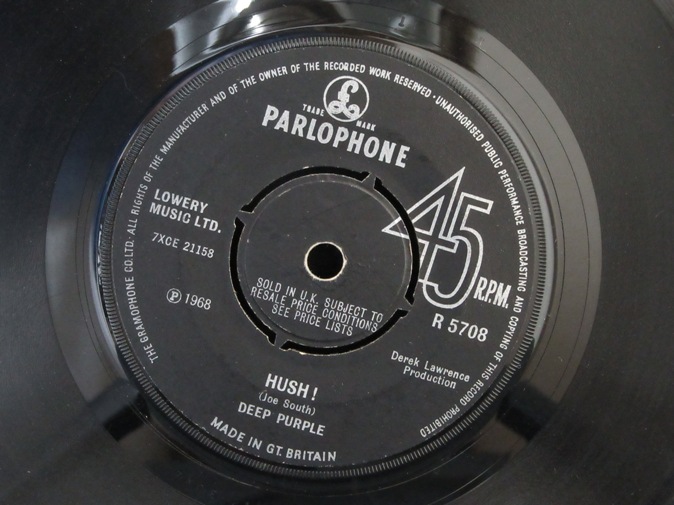 THE GRAMOPHONE CO. LTD. ALL RIGHTS OF THE MANUFACTURER AND OF THE OWNER OF THE RECORDED WORK RESERVED · UNAUTHORISED PUBLIC PERFORMANCE BROADCASTING AND COPYING OF THIS RECORD PROHIBITED
£
TRADE MARK
PARLOPHONE
LOWERY
MUSIC LTD.
7XCE 21158
℗ 1968
45
R.P.M.
R 5708
SOLD IN U.K. SUBJECT TO
RESALE PRICE CONDITIONS
SEE PRICE LISTS
Derek Lawrence
Production
HUSH!
(Joe South)
DEEP PURPLE
MADE IN GT. BRITAIN